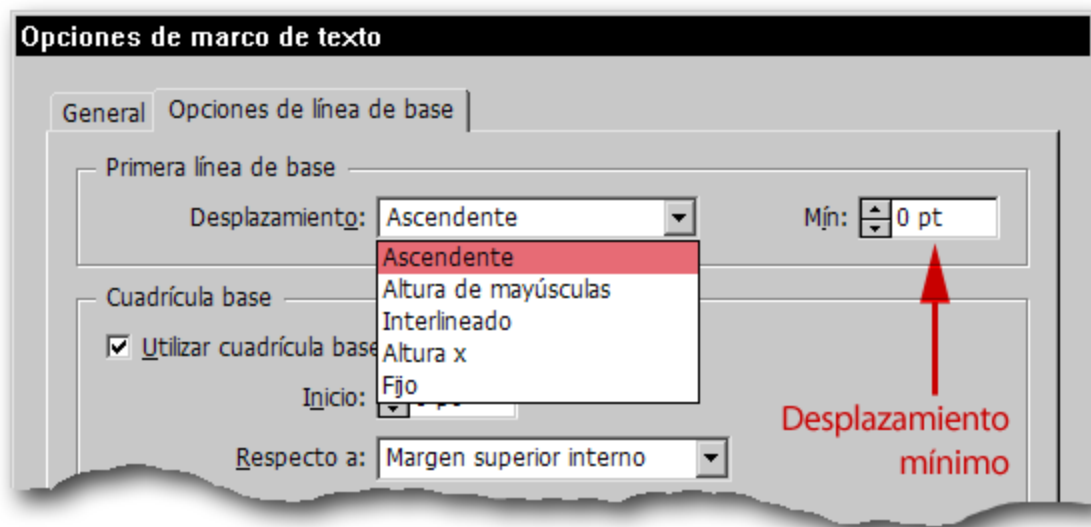 Opciones de marco de texto
General Opciones de línea de base
Primera línea de base
Desplazamiento: Ascendente Mín: 0 pt
Ascendente
Altura de mayúsculas
Interlineado
Altura x
Fijo
Cuadrícula base
Utilizar cuadrícula base
Inicio:
Respecto a: Margen superior interno
Desplazamiento
mínimo